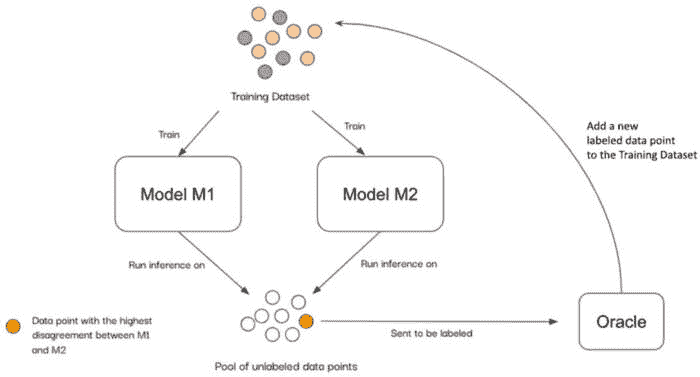 Training Dataset
Train
Train
Add a new
labeled data point
to the Training Dataset
Model M1
Model M2
Run inference on
Run inference on
Data point with the highest
disagreement between M1
and M2
Sent to be labeled
Oracle
Pool of unlabeled data points